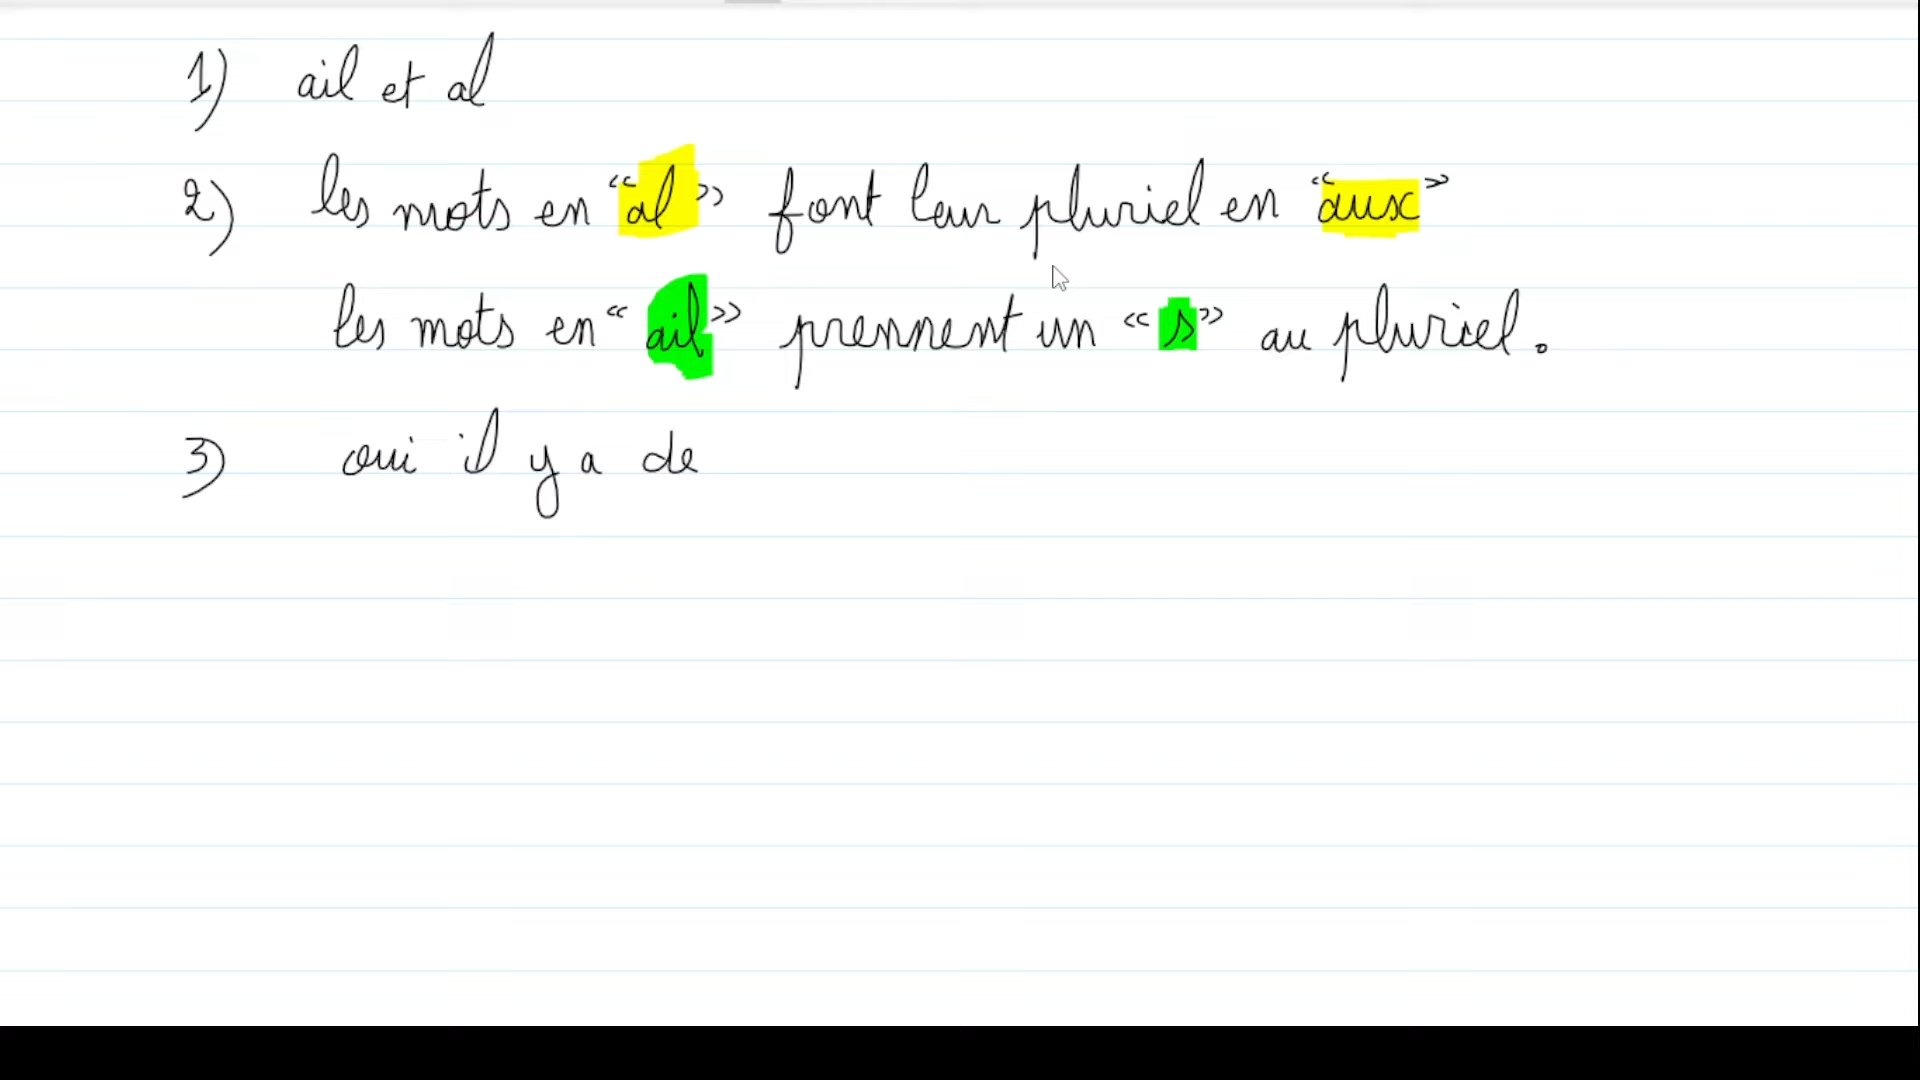 1) ail et al
2) les mots en "al" font leur pluriel en "aux"
les mots en "ail" prennent un "s" au pluriel.
3) oui il y a de